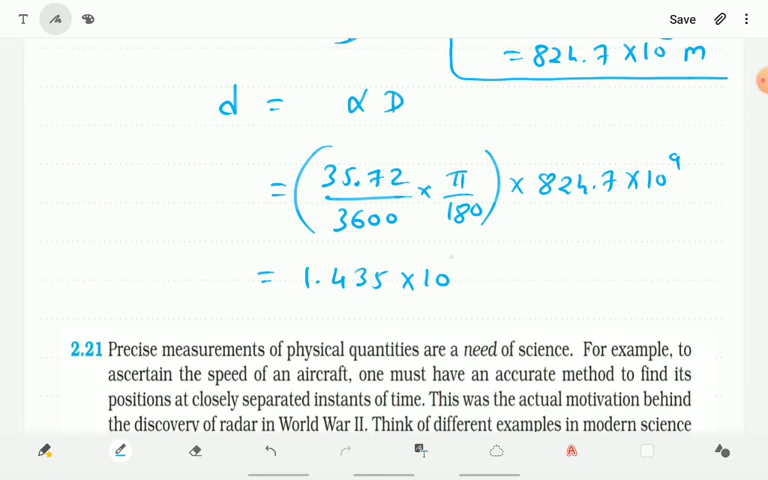 Save
= 824.7 × 10 m
d = α D
= (35.72/3600 × π/180) × 824.7 × 10⁹
= 1.435 × 10
2.21 Precise measurements of physical quantities are a need of science. For example, to
ascertain the speed of an aircraft, one must have an accurate method to find its
positions at closely separated instants of time. This was the actual motivation behind
the discovery of radar in World War II. Think of different examples in modern science